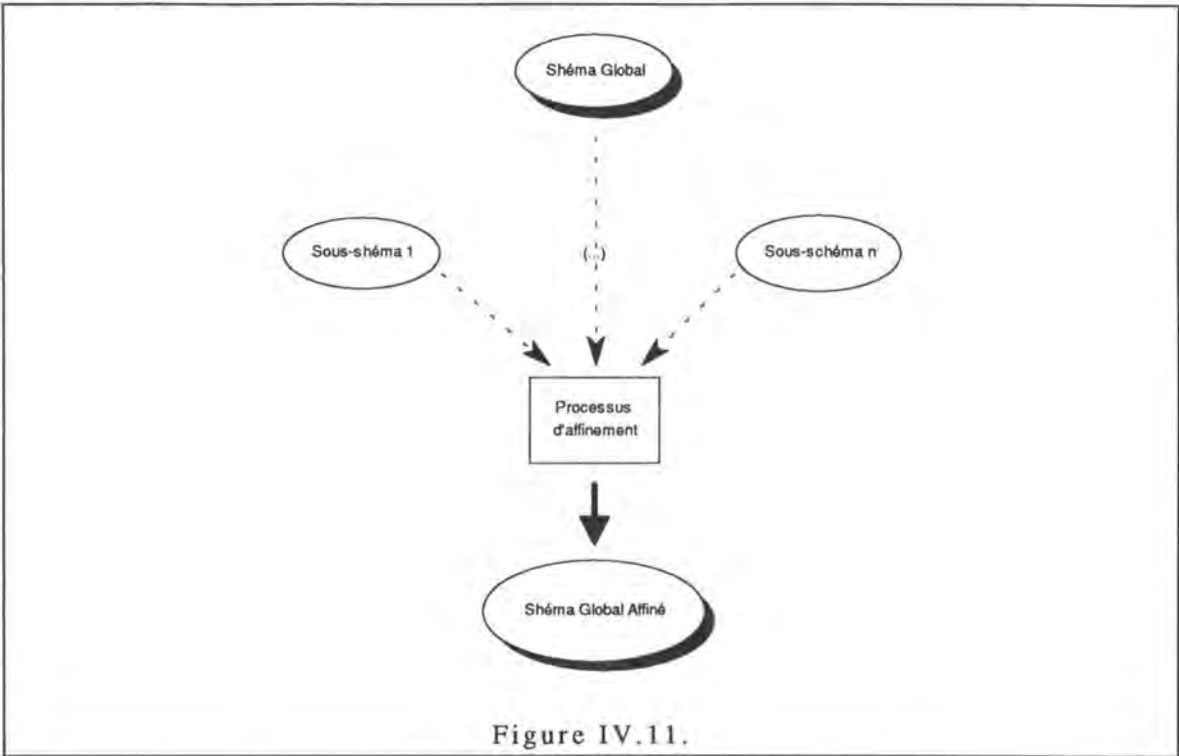 Shéma Global
Sous-shéma 1
(...)
Sous-schéma n
Processus
d'affinement
Shéma Global Affiné
Figure IV.11.